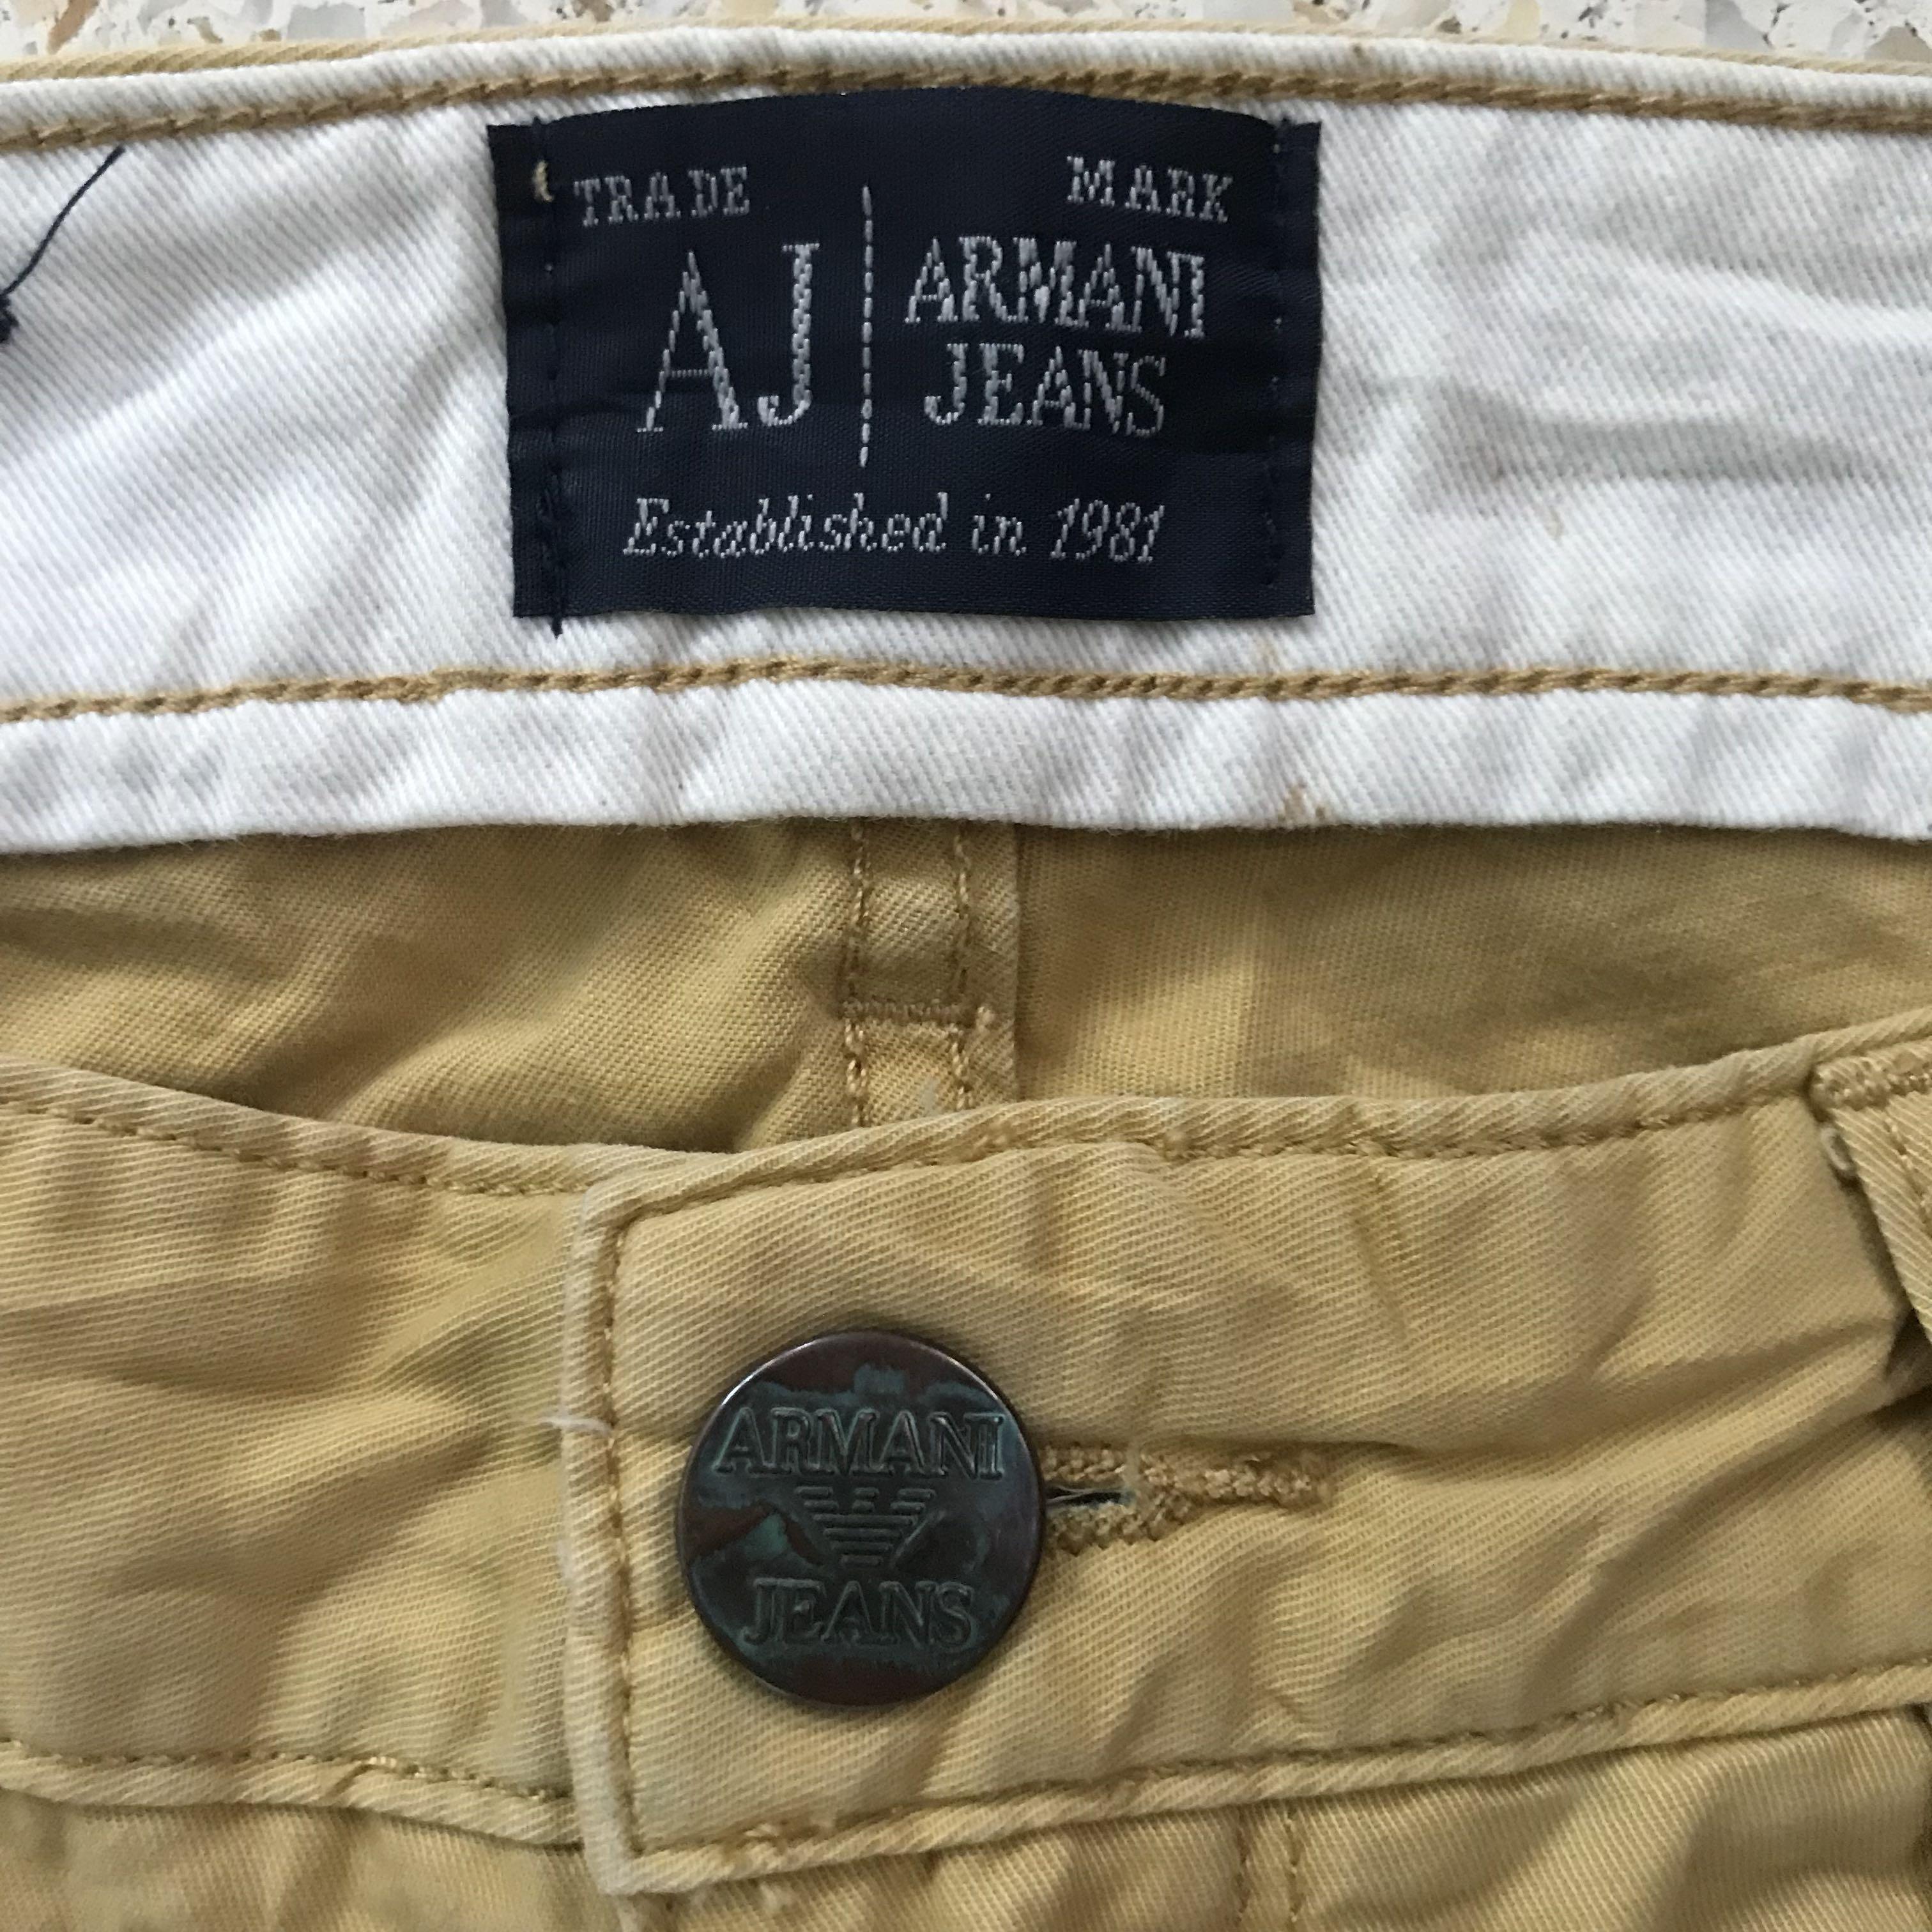 TRADE MARK
AJ ARMANI
JEANS
Established in 1981
ARMANI
JEANS